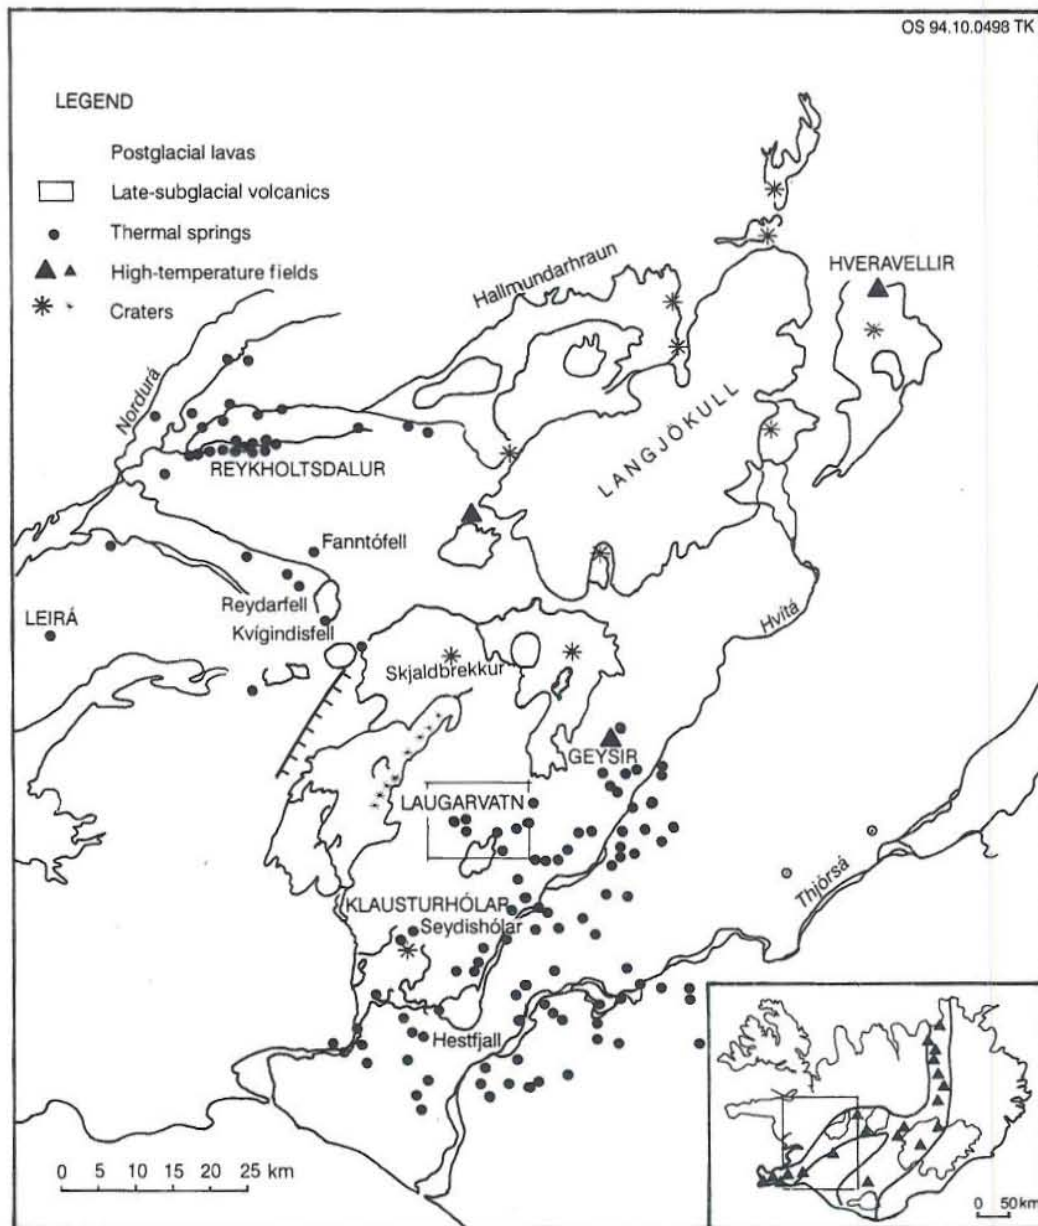 OS 94.10.0498 TK
LEGEND
Postglacial lavas
Late-subglacial volcanics
Thermal springs
High-temperature fields
Craters
Hallmundarhraun
HVERAVELLIR
Nordurá
LANGJÖKULL
REYKHOLTSDALUR
Fanntófell
Reydarfell
LEIRÁ
Kvígindisfell
Hvítá
Skjaldbrekkur
GEYSIR
LAUGARVATN
Thjórsá
KLAUSTURHÓLAR
Seydishólar
Hestfjall
0 5 10 15 20 25 km
0 50km